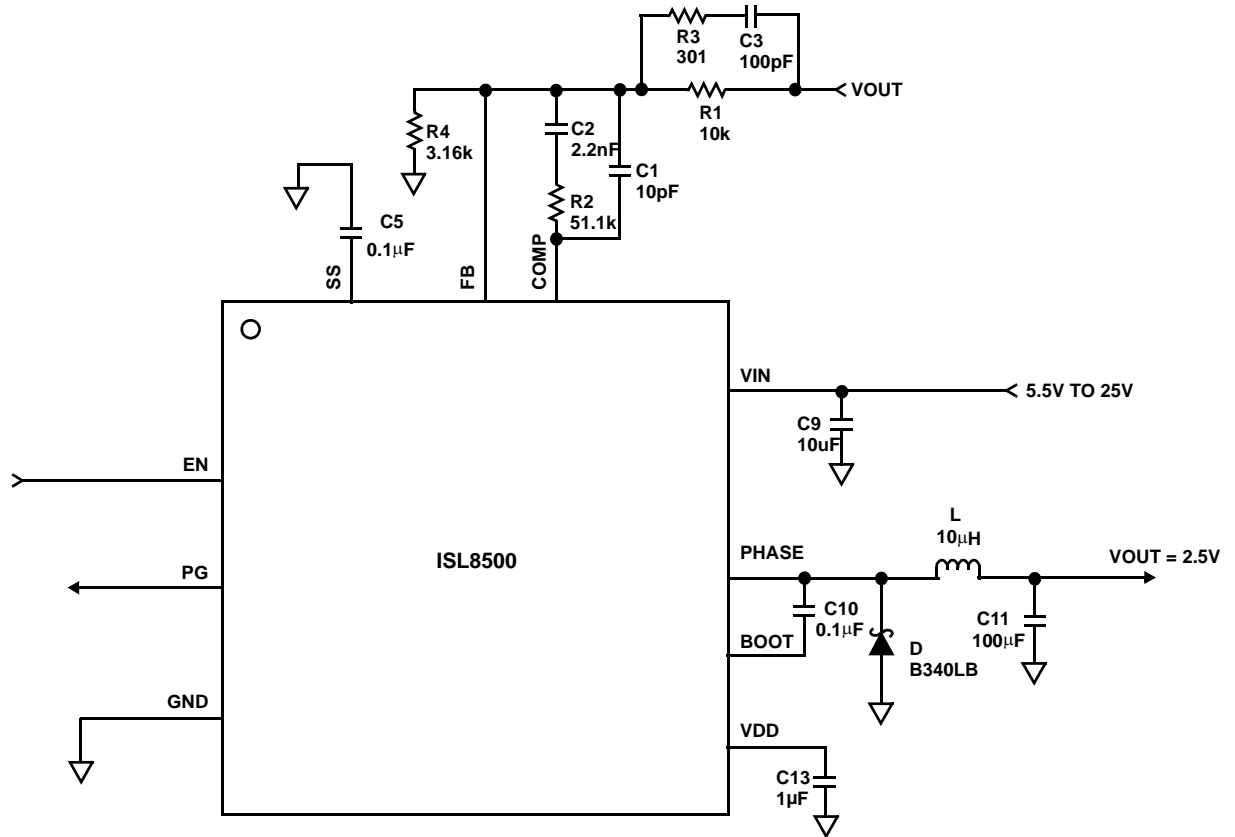 R3
301
C3
100pF
VOUT
R1
10k
R4
3.16k
C2
2.2nF
C1
10pF
R2
51.1k
C5
0.1µF
SS
FB
COMP
VIN
5.5V TO 25V
C9
10uF
EN
ISL8500
PHASE
L
10µH
VOUT = 2.5V
PG
C10
0.1µF
C11
100µF
BOOT
D
B340LB
GND
VDD
C13
1µF